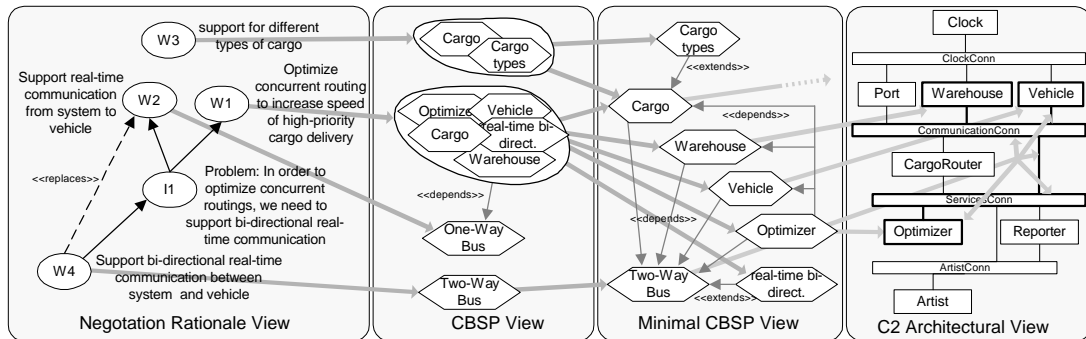 W3
support for different
types of cargo
Support real-time
communication
from system to
vehicle
W2
W1
Optimize
concurrent
routing to
increase speed
of high-priority
cargo delivery
<<replaces>>
I1
Problem: In order to
optimize concurrent
routings, we need to
support bi-directional real-
time communication
W4
Support bi-directional real-time
communication between
system and vehicle
Negotation Rationale View
Cargo
Cargo
types
Optimizer
Vehicle
Cargo
real-time bi-
direct.
Warehouse
<<depends>>
One-Way
Bus
Two-Way
Bus
CBSP View
Cargo
types
<<extends>>
Cargo
<<depends>>
Warehouse
Vehicle
<<depends>>
Optimizer
Two-Way
Bus
real-time bi-
direct.
<<extends>>
Minimal CBSP View
Clock
ClockConn
Port
Warehouse
Vehicle
CommunicationConn
CargoRouter
ServicesConn
Optimizer
Reporter
ArtistConn
Artist
C2 Architectural View